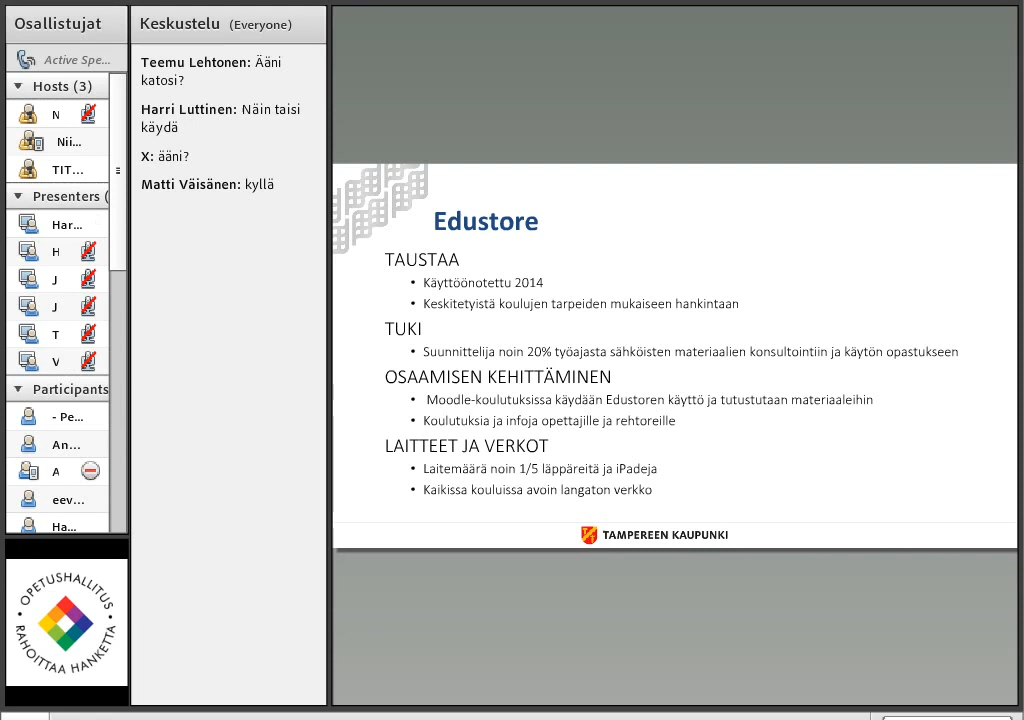 Osallistujat
Active Spe...
Hosts (3)
N
Nii...
TIT...
Presenters (
Har...
H
J
J
T
V
Participants
- Pe...
An...
A
eev...
Ha...
OPETUSHALLITUS
RAHOITTAA HANKETTA
Keskustelu (Everyone)
Teemu Lehtonen: Ääni
katosi?
Harri Luttinen: Näin taisi
käydä
X: ääni?
Matti Väisänen: kyllä
Edustore
TAUSTAA
• Käyttöönotettu 2014
• Keskitetyistä koulujen tarpeiden mukaiseen hankintaan
TUKI
• Suunnittelija noin 20% työajasta sähköisten materiaalien konsultointiin ja käytön opastukseen
OSAAMISEN KEHITTÄMINEN
• Moodle-koulutuksissa käydään Edustoren käyttö ja tutustutaan materiaaleihin
• Koulutuksia ja infoja opettajille ja rehtoreille
LAITTEET JA VERKOT
• Laitemäärä noin 1/5 läppäreitä ja iPadeja
• Kaikissa kouluissa avoin langaton verkko
TAMPEREEN KAUPUNKI